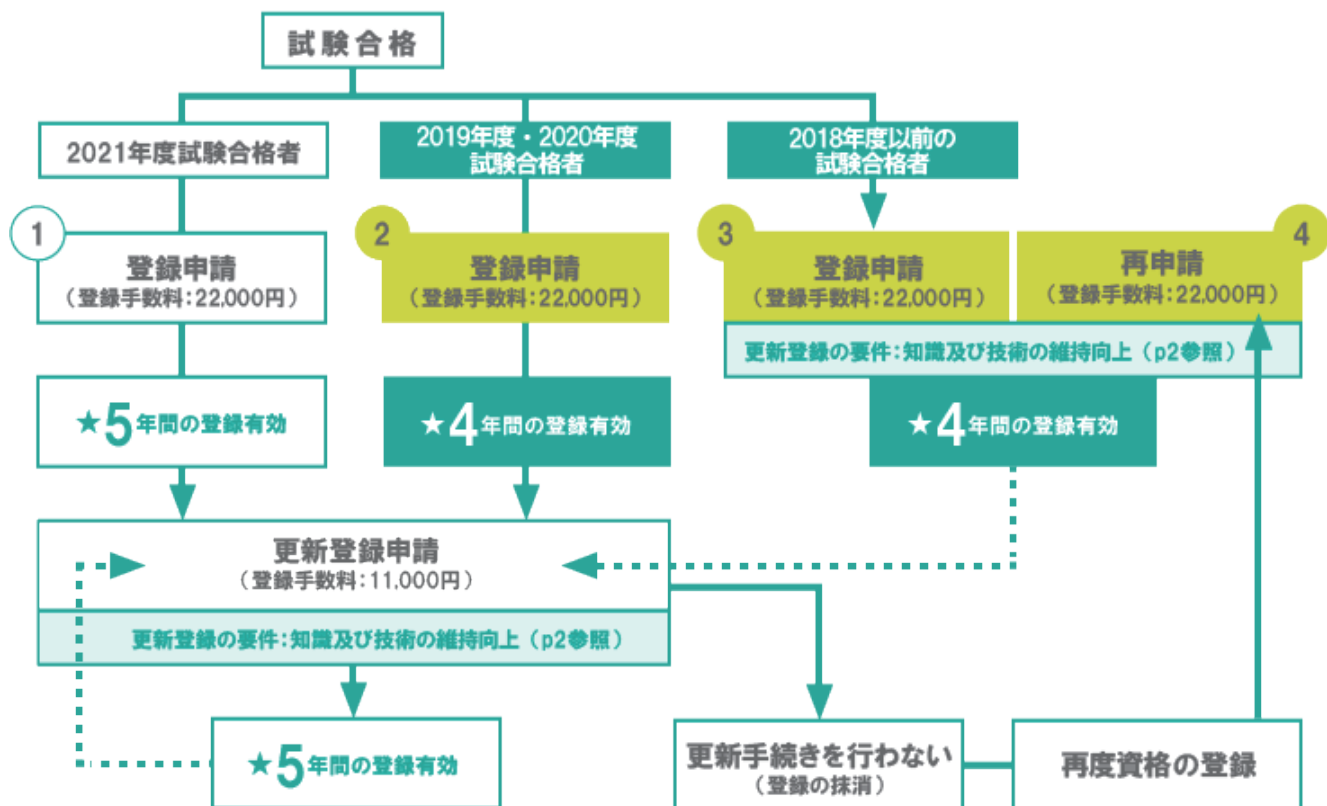 試験合格
2021年度試験合格者
2019年度・2020年度
試験合格者
2018年度以前の
試験合格者
1
登録申請
（登録手数料：22,000円）
2
登録申請
（登録手数料：22,000円）
3
登録申請
（登録手数料：22,000円）
4
再申請
（登録手数料：22,000円）
更新登録の要件：知識及び技術の維持向上（p2参照）
★5年間の登録有効
★4年間の登録有効
★4年間の登録有効
更新登録申請
（登録手数料：11,000円）
更新登録の要件：知識及び技術の維持向上（p2参照）
★5年間の登録有効
更新手続きを行わない
（登録の抹消）
再度資格の登録